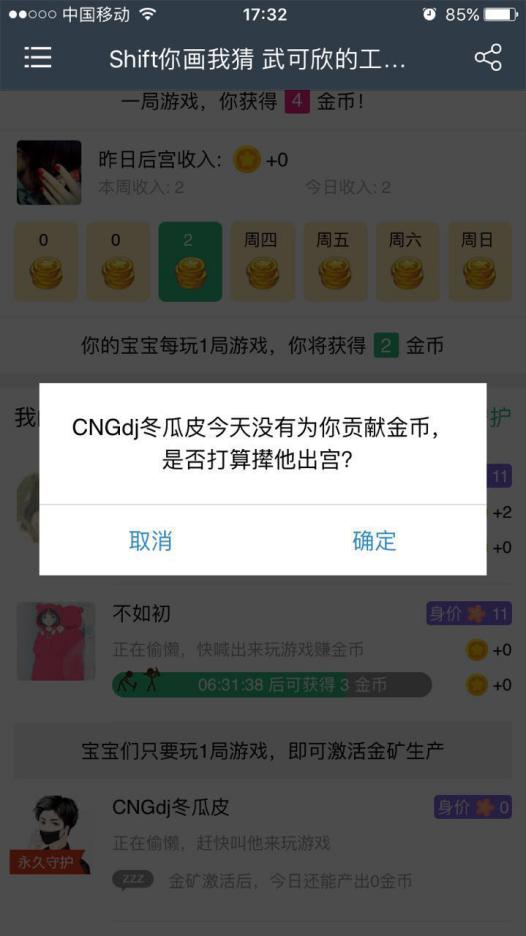 中国移动
17:32
85%
Shift你画我猜 武可欣的工...
一局游戏，你获得 4 金币！
昨日后宫收入： +0
本周收入: 2
今日收入: 2
0 0 2 周四 周五 周六 周日
你的宝宝每玩1局游戏，你将获得 2 金币
我 护
CNGdj冬瓜皮今天没有为你贡献金币，
是否打算撵他出宫？
取消 确定
11
+2
+0
不如初
身价 11
正在偷懒，快喊出来玩游戏赚金币
+0
06:31:38 后可获得 3 金币
+0
宝宝们只要玩1局游戏，即可激活金矿生产
CNGdj冬瓜皮
身价 0
正在偷懒，赶快叫他来玩游戏
永久守护
zzz
金矿激活后，今日还能产出0金币